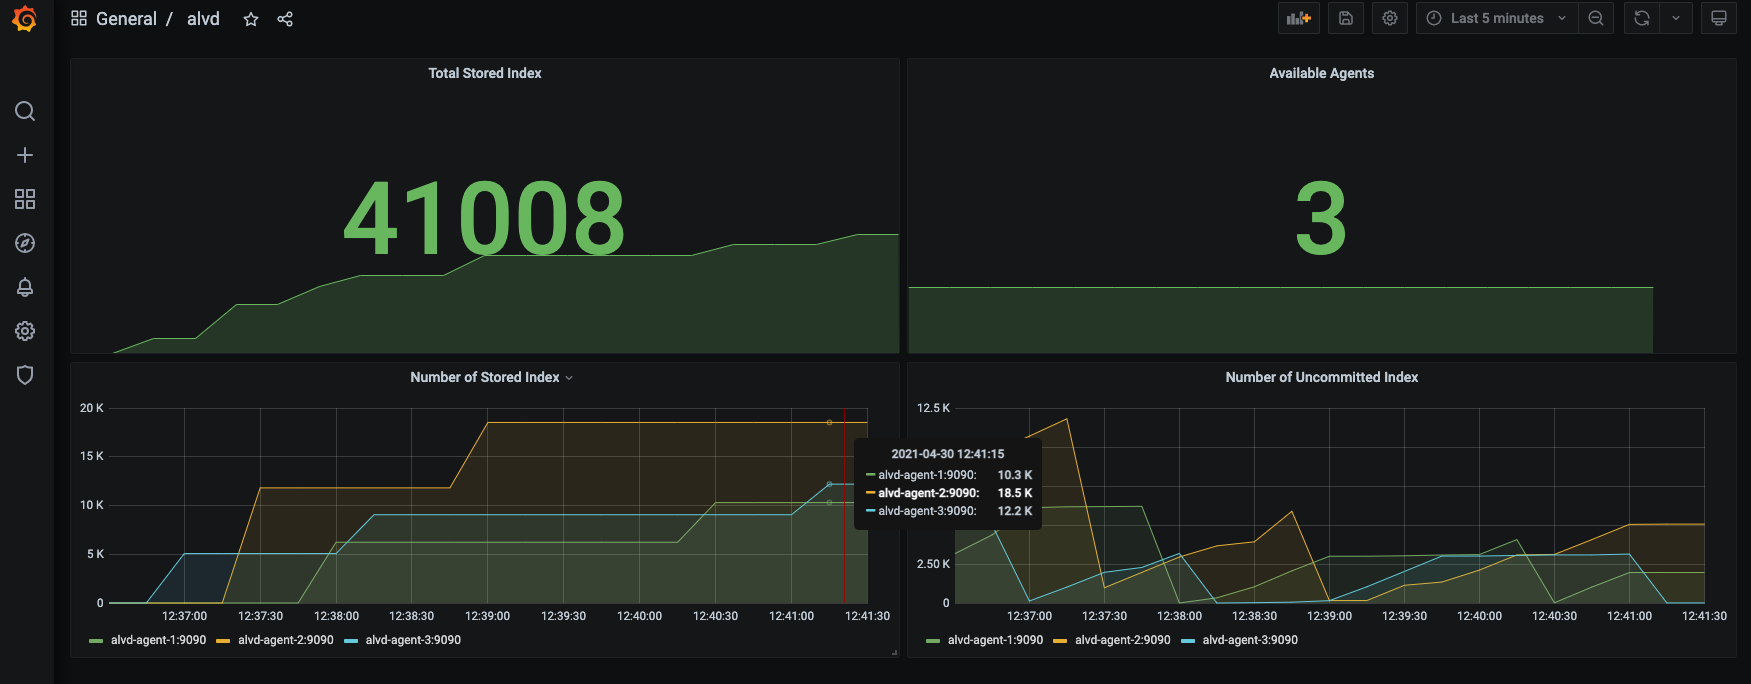 General / alvd
Last 5 minutes
Total Stored Index
41008
Available Agents
3
Number of Stored Index
20 K
15 K
10 K
5 K
0
12:37:00 12:37:30 12:38:00 12:38:30 12:39:00 12:39:30 12:40:00 12:40:30 12:41:00 12:41:30
alvd-agent-1:9090 alvd-agent-2:9090 alvd-agent-3:9090
2021-04-30 12:41:15
alvd-agent-1:9090: 10.3 K
alvd-agent-2:9090: 18.5 K
alvd-agent-3:9090: 12.2 K
Number of Uncommitted Index
12.5 K
2.50 K
0
12:37:00 12:37:30 12:38:00 12:38:30 12:39:00 12:39:30 12:40:00 12:40:30 12:41:00 12:41:30
alvd-agent-1:9090 alvd-agent-2:9090 alvd-agent-3:9090